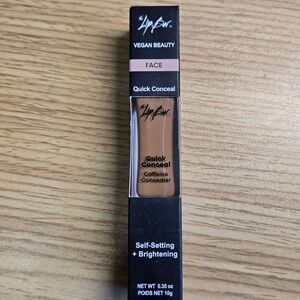 the Lip Bar
VEGAN BEAUTY
FACE
Quick Conceal
the Lip Bar
Quick
Conceal
Caffeine
Concealer
Self-Setting
+ Brightening
NET WT 0.35 oz
POIDS NET 10g